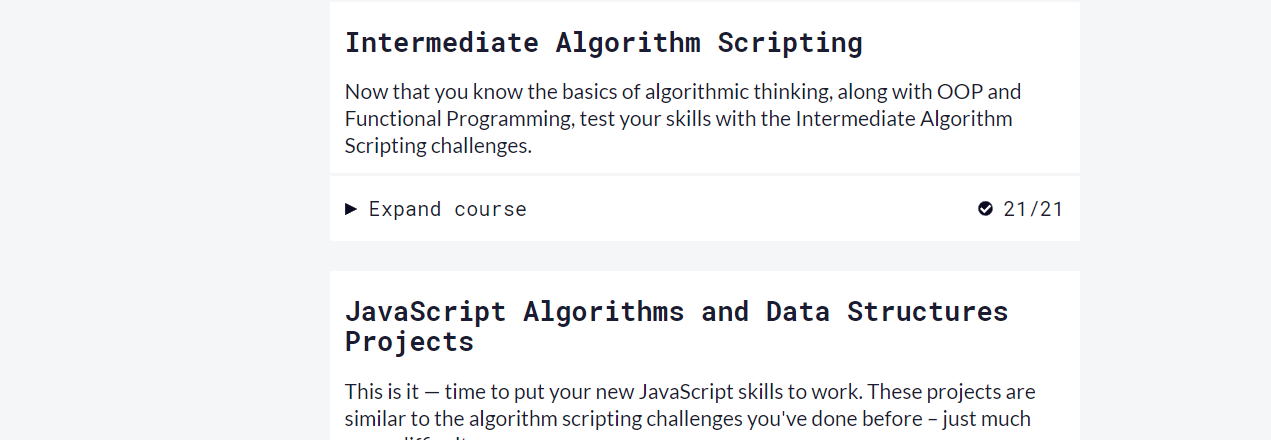 Intermediate Algorithm Scripting
Now that you know the basics of algorithmic thinking, along with OOP and
Functional Programming, test your skills with the Intermediate Algorithm
Scripting challenges.
Expand course
21/21
JavaScript Algorithms and Data Structures
Projects
This is it — time to put your new JavaScript skills to work. These projects are
similar to the algorithm scripting challenges you've done before – just much